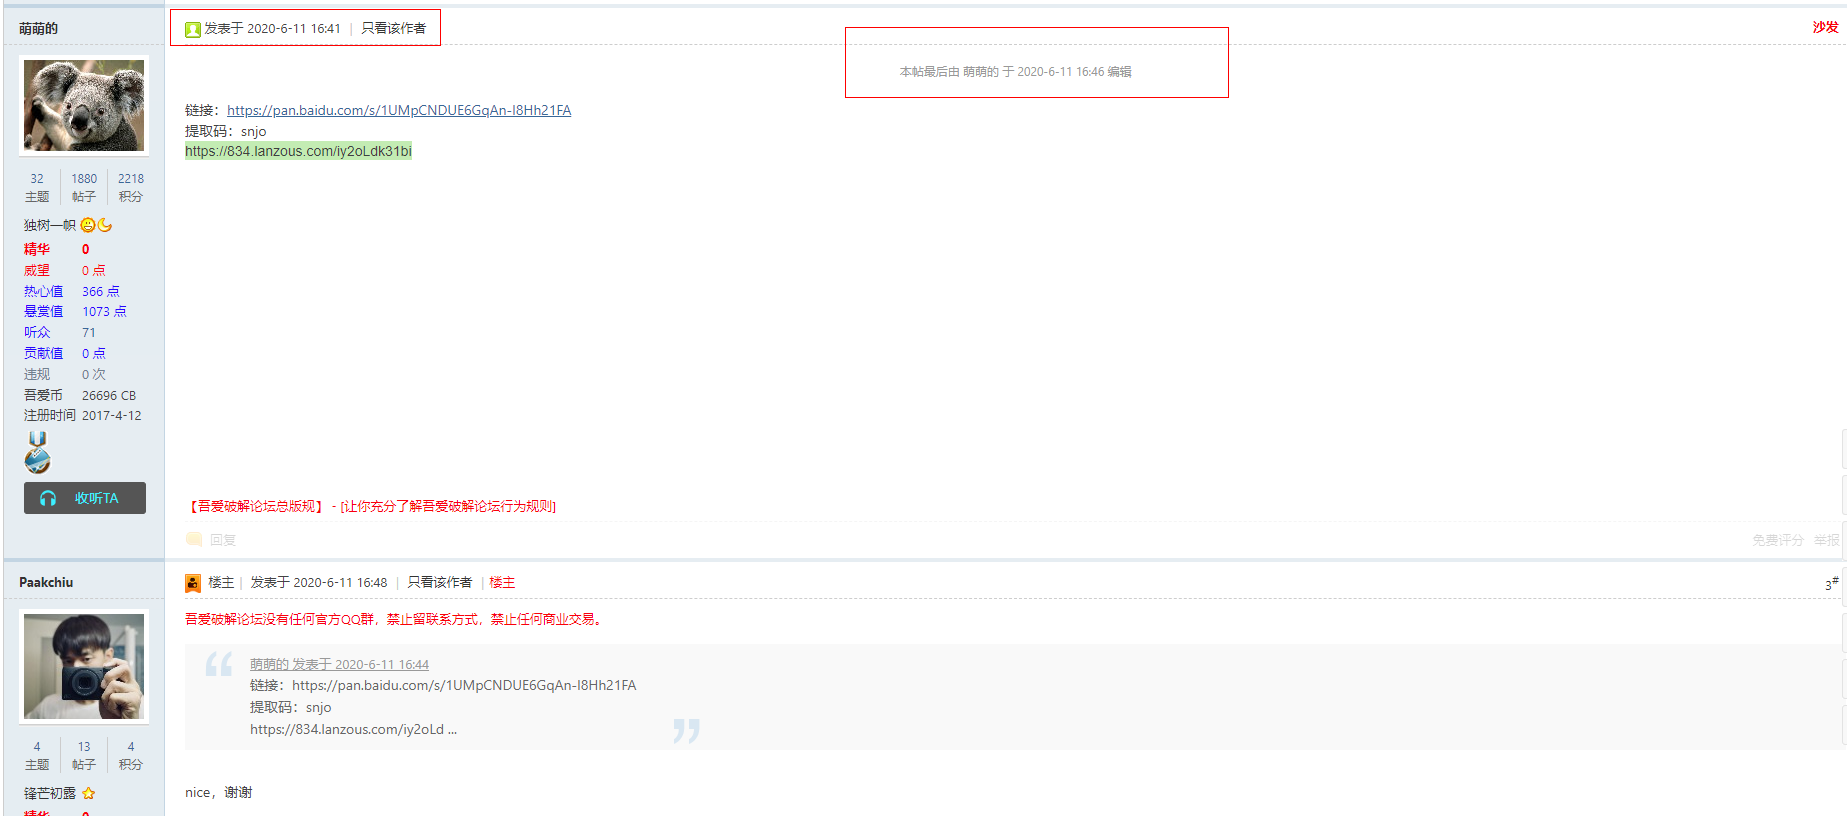 萌萌的
发表于 2020-6-11 16:41 | 只看该作者
沙发
本帖最后由 萌萌的 于 2020-6-11 16:46 编辑
链接：https://pan.baidu.com/s/1UMpCNDUE6GqAn-I8Hh21FA
提取码：snjo
https://834.lanzous.com/iy2oLdk31bi
32 1880 2218
主题 帖子 积分
独树一帜
精华 0
威望 0 点
热心值 366 点
悬赏值 1073 点
听众 71
贡献值 0 点
违规 0 次
吾爱币 26696 CB
注册时间 2017-4-12
收听TA
【吾爱破解论坛总版规】 - [让你充分了解吾爱破解论坛行为规则]
回复
免费评分 举报
Paakchiu
楼主 | 发表于 2020-6-11 16:48 | 只看该作者 | 楼主
3#
吾爱破解论坛没有任何官方QQ群，禁止留联系方式，禁止任何商业交易。
萌萌的 发表于 2020-6-11 16:44
链接：https://pan.baidu.com/s/1UMpCNDUE6GqAn-I8Hh21FA
提取码：snjo
https://834.lanzous.com/iy2oLd ...
4 13 4
主题 帖子 积分
锋芒初露
精华 0
nice，谢谢